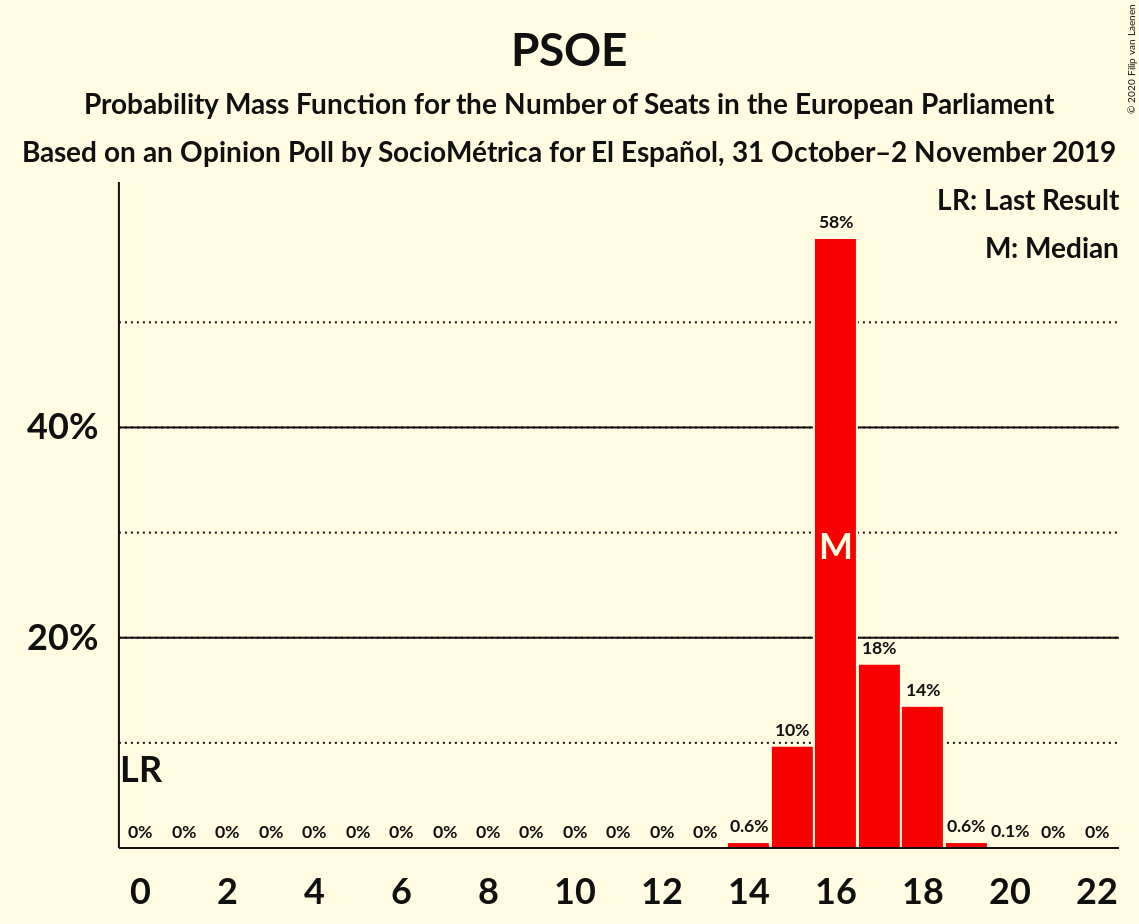 PSOE
Probability Mass Function for the Number of Seats in the European Parliament
Based on an Opinion Poll by SocioMétrica for El Español, 31 October–2 November 2019
© 2020 Filip van Laenen
LR: Last Result
M: Median
58%
40%
M
20%
18%
14%
10%
LR
0% 0% 0% 0% 0% 0% 0% 0% 0% 0% 0% 0% 0% 0% 0.6% 0.6% 0.1% 0% 0%
0 2 4 6 8 10 12 14 16 18 20 22